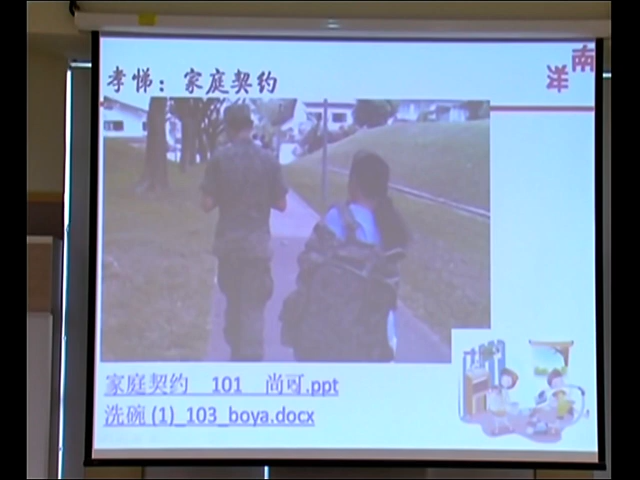 孝悌：家庭契约
南洋
家庭契约 101 尚可.ppt
洗碗 (1)_103_boya.docx